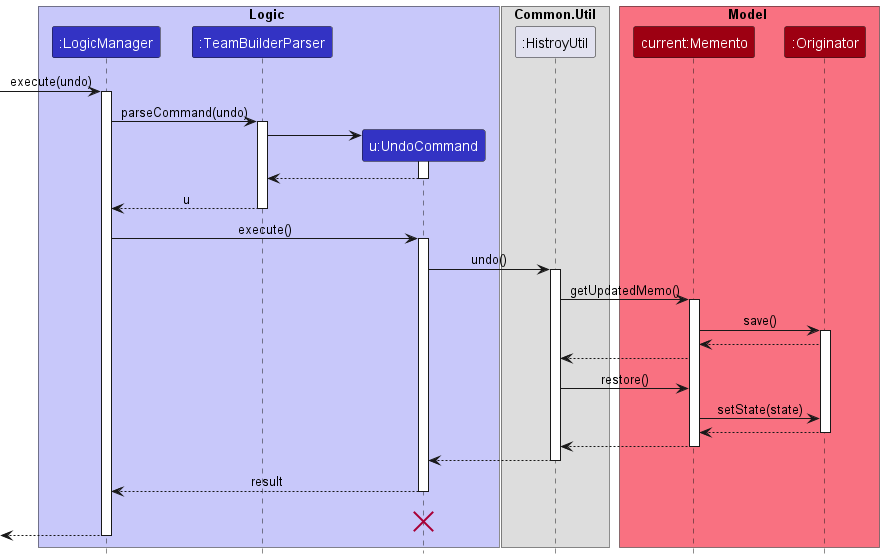 Logic
Common.Util
Model
:LogicManager
:TeamBuilderParser
:HistroyUtil
current:Memento
:Originator
execute(undo)
parseCommand(undo)
u:UndoCommand
u
execute()
undo()
getUpdatedMemo()
save()
restore()
setState(state)
result